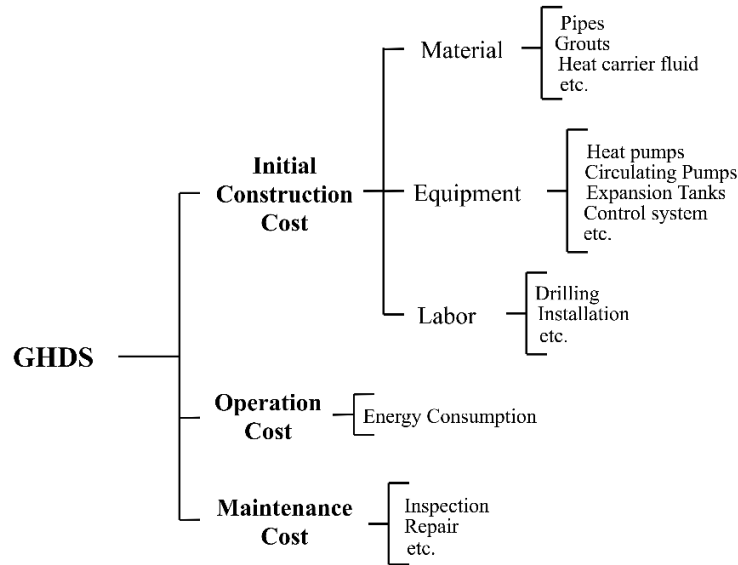 GHDS
Initial
Construction
Cost
Material
Pipes
Grouts
Heat carrier fluid
etc.
Equipment
Heat pumps
Circulating Pumps
Expansion Tanks
Control system
etc.
Labor
Drilling
Installation
etc.
Operation
Cost
Energy Consumption
Maintenance
Cost
Inspection
Repair
etc.